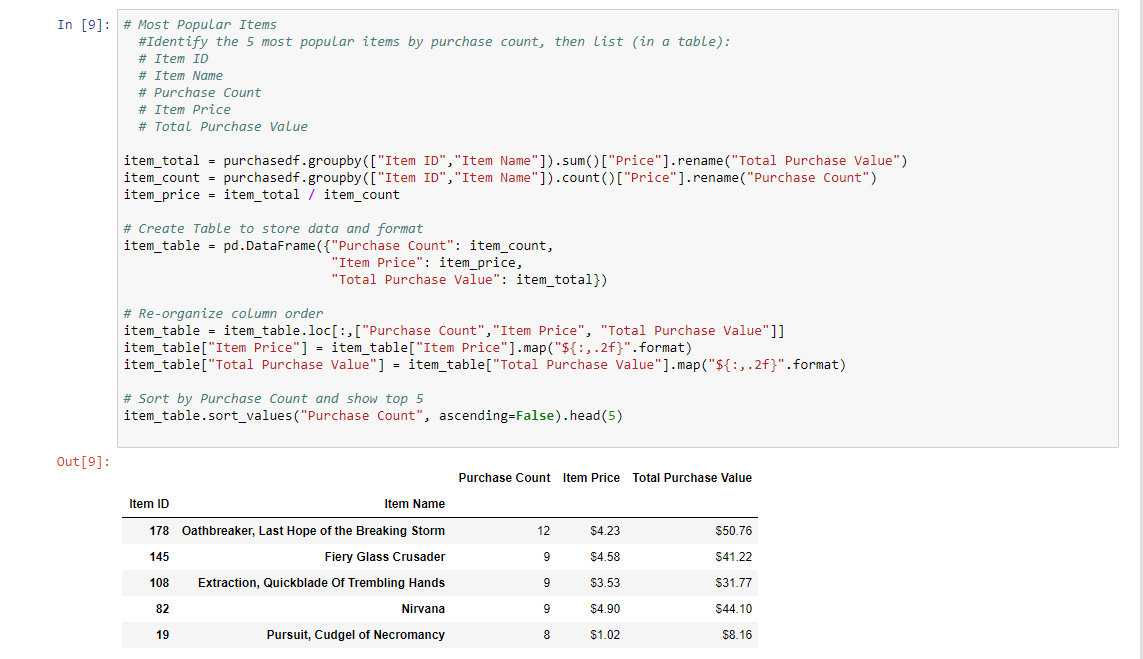 In [9]: # Most Popular Items
#Identify the 5 most popular items by purchase count, then list (in a table):
# Item ID
# Item Name
# Purchase Count
# Item Price
# Total Purchase Value
item_total = purchasedf.groupby(["Item ID","Item Name"]).sum()["Price"].rename("Total Purchase Value")
item_count = purchasedf.groupby(["Item ID","Item Name"]).count()["Price"].rename("Purchase Count")
item_price = item_total / item_count
# Create Table to store data and format
item_table = pd.DataFrame({"Purchase Count": item_count,
"Item Price": item_price,
"Total Purchase Value": item_total})
# Re-organize column order
item_table = item_table.loc[:,["Purchase Count","Item Price", "Total Purchase Value"]]
item_table["Item Price"] = item_table["Item Price"].map("${:,.2f}".format)
item_table["Total Purchase Value"] = item_table["Total Purchase Value"].map("${:,.2f}".format)
# Sort by Purchase Count and show top 5
item_table.sort_values("Purchase Count", ascending=False).head(5)
Out[9]:
Purchase Count Item Price Total Purchase Value
Item ID Item Name
178 Oathbreaker, Last Hope of the Breaking Storm 12 $4.23 $50.76
145 Fiery Glass Crusader 9 $4.58 $41.22
108 Extraction, Quickblade Of Trembling Hands 9 $3.53 $31.77
82 Nirvana 9 $4.90 $44.10
19 Pursuit, Cudgel of Necromancy 8 $1.02 $8.16